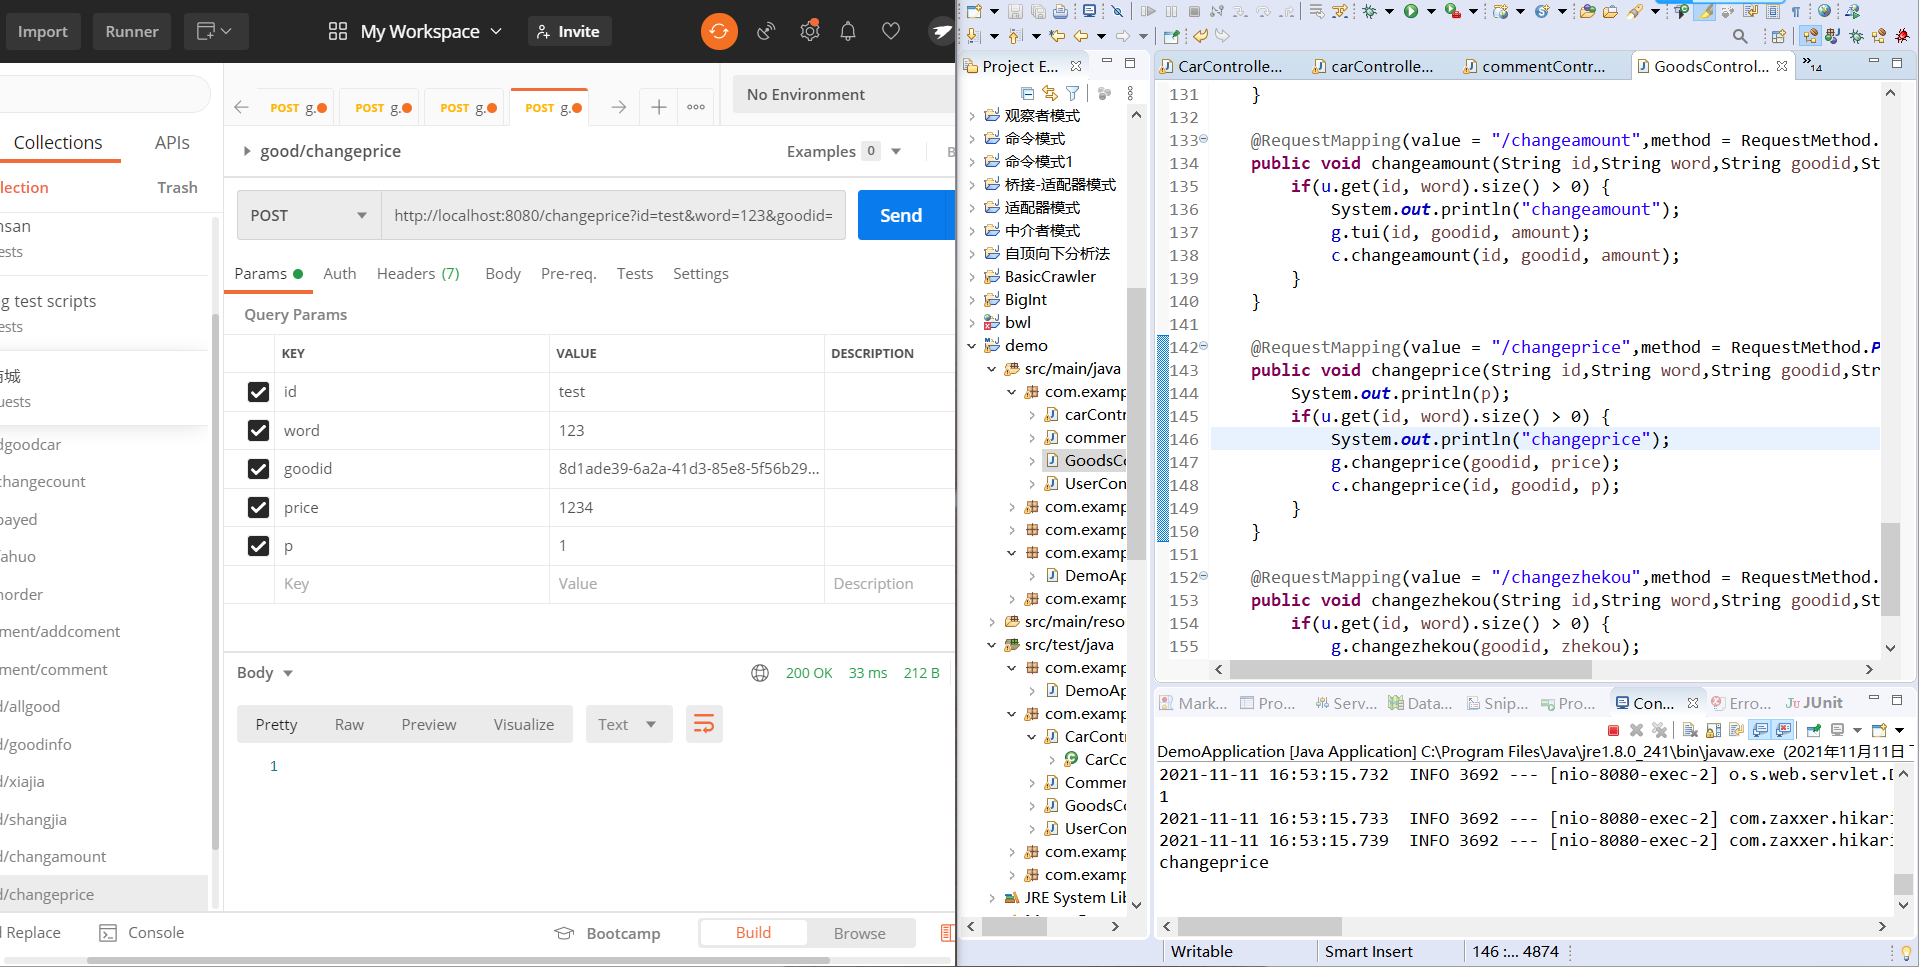 Import
Runner
My Workspace
Invite
POST g.
POST g.
POST g.
POST g.
No Environment
Collections
APIs
lection
Trash
nsan
ests
g test scripts
ests
商城
uests
dgoodcar
changecount
payed
fahuo
norder
ment/addcoment
ment/comment
d/allgood
d/goodinfo
d/xiajia
d/shangjia
d/changamount
d/changeprice
good/changeprice
Examples 0
POST
http://localhost:8080/changeprice?id=test&word=123&goodid=
Send
Params
Auth
Headers (7)
Body
Pre-req.
Tests
Settings
Query Params
KEY VALUE DESCRIPTION
id test
word 123
goodid 8d1ade39-6a2a-41d3-85e8-5f56b29...
price 1234
p 1
Key Value Description
Body
200 OK 33 ms 212 B
Pretty Raw Preview Visualize Text
1
Replace
Console
Bootcamp
Build
Browse
Project E...
观察者模式
命令模式
命令模式1
桥接-适配器模式
适配器模式
中介者模式
自顶向下分析法
BasicCrawler
BigInt
bwl
demo
src/main/java
com.examp
carContr
commer
GoodsCo
UserCon
com.examp
com.examp
com.examp
DemoAp
com.examp
src/main/reso
src/test/java
com.examp
DemoAp
com.examp
CarContr
CarCo
Commer
GoodsCo
UserCon
com.examp
com.examp
JRE System Lib
CarControlle...
carControlle...
commentContr...
GoodsControl...
»14
131 }
132
133 @RequestMapping(value = "/changeamount",method = RequestMethod.
134 public void changeamount(String id,String word,String goodid,St
135 if(u.get(id, word).size() > 0) {
136 System.out.println("changeamount");
137 g.tui(id, goodid, amount);
138 c.changeamount(id, goodid, amount);
139 }
140 }
141
142 @RequestMapping(value = "/changeprice",method = RequestMethod.P
143 public void changeprice(String id,String word,String goodid,Str
144 System.out.println(p);
145 if(u.get(id, word).size() > 0) {
146 System.out.println("changeprice");
147 g.changeprice(goodid, price);
148 c.changeprice(id, goodid, p);
149 }
150 }
151
152 @RequestMapping(value = "/changezhekou",method = RequestMethod.
153 public void changezhekou(String id,String word,String goodid,St
154 if(u.get(id, word).size() > 0) {
155 g.changezhekou(goodid, zhekou);
Mark... Pro... Serv... Data... Snip... Pro... Con... Erro... JUnit
DemoApplication [Java Application] C:\Program Files\Java\jre1.8.0_241\bin\javaw.exe (2021年11月11日
2021-11-11 16:53:15.732 INFO 3692 --- [nio-8080-exec-2] o.s.web.servlet.D
1
2021-11-11 16:53:15.733 INFO 3692 --- [nio-8080-exec-2] com.zaxxer.hikari
2021-11-11 16:53:15.739 INFO 3692 --- [nio-8080-exec-2] com.zaxxer.hikari
changeprice
Writable
Smart Insert
146 :... 4874